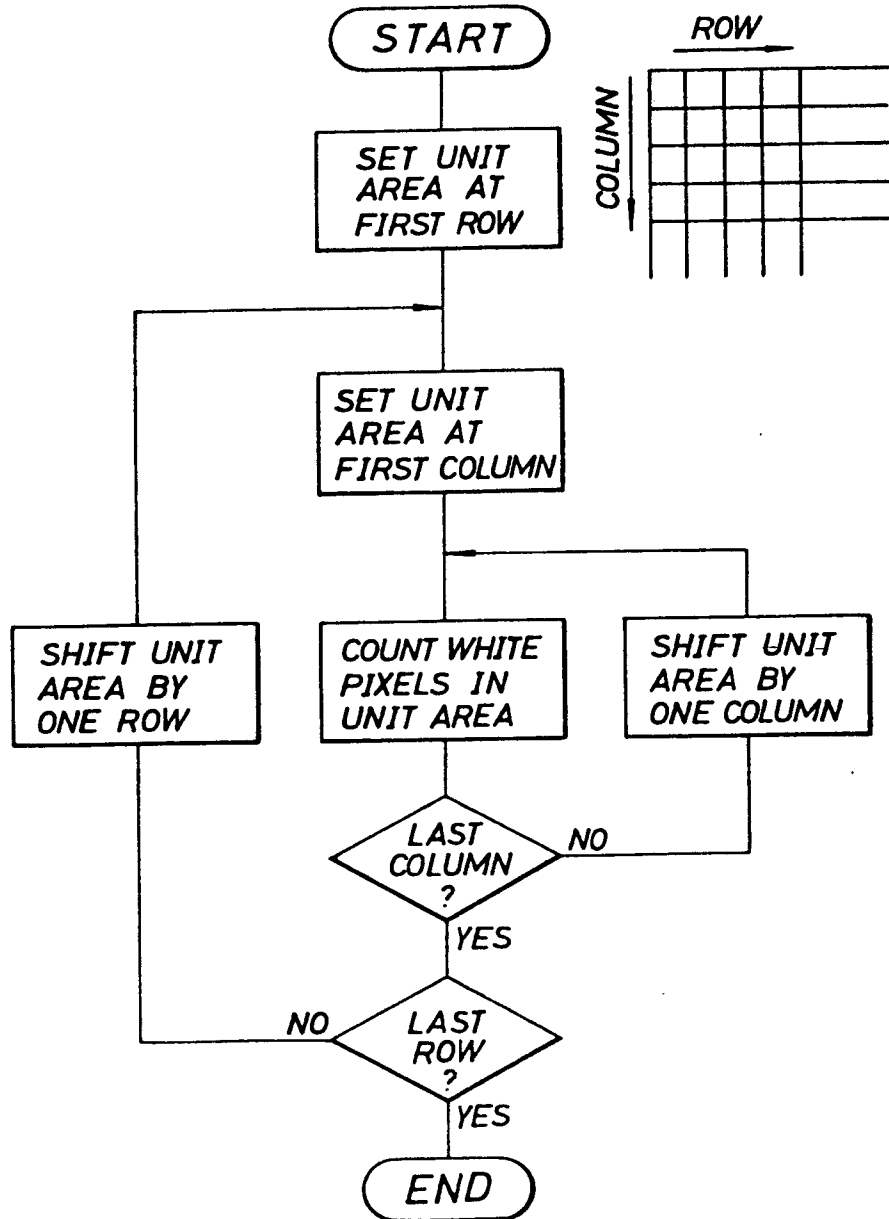 START
ROW
COLUMN
SET UNIT
AREA AT
FIRST ROW
SET UNIT
AREA AT
FIRST COLUMN
SHIFT UNIT
AREA BY
ONE ROW
COUNT WHITE
PIXELS IN
UNIT AREA
SHIFT UNIT
AREA BY
ONE COLUMN
LAST
COLUMN
?
NO
YES
NO
LAST
ROW
?
YES
END